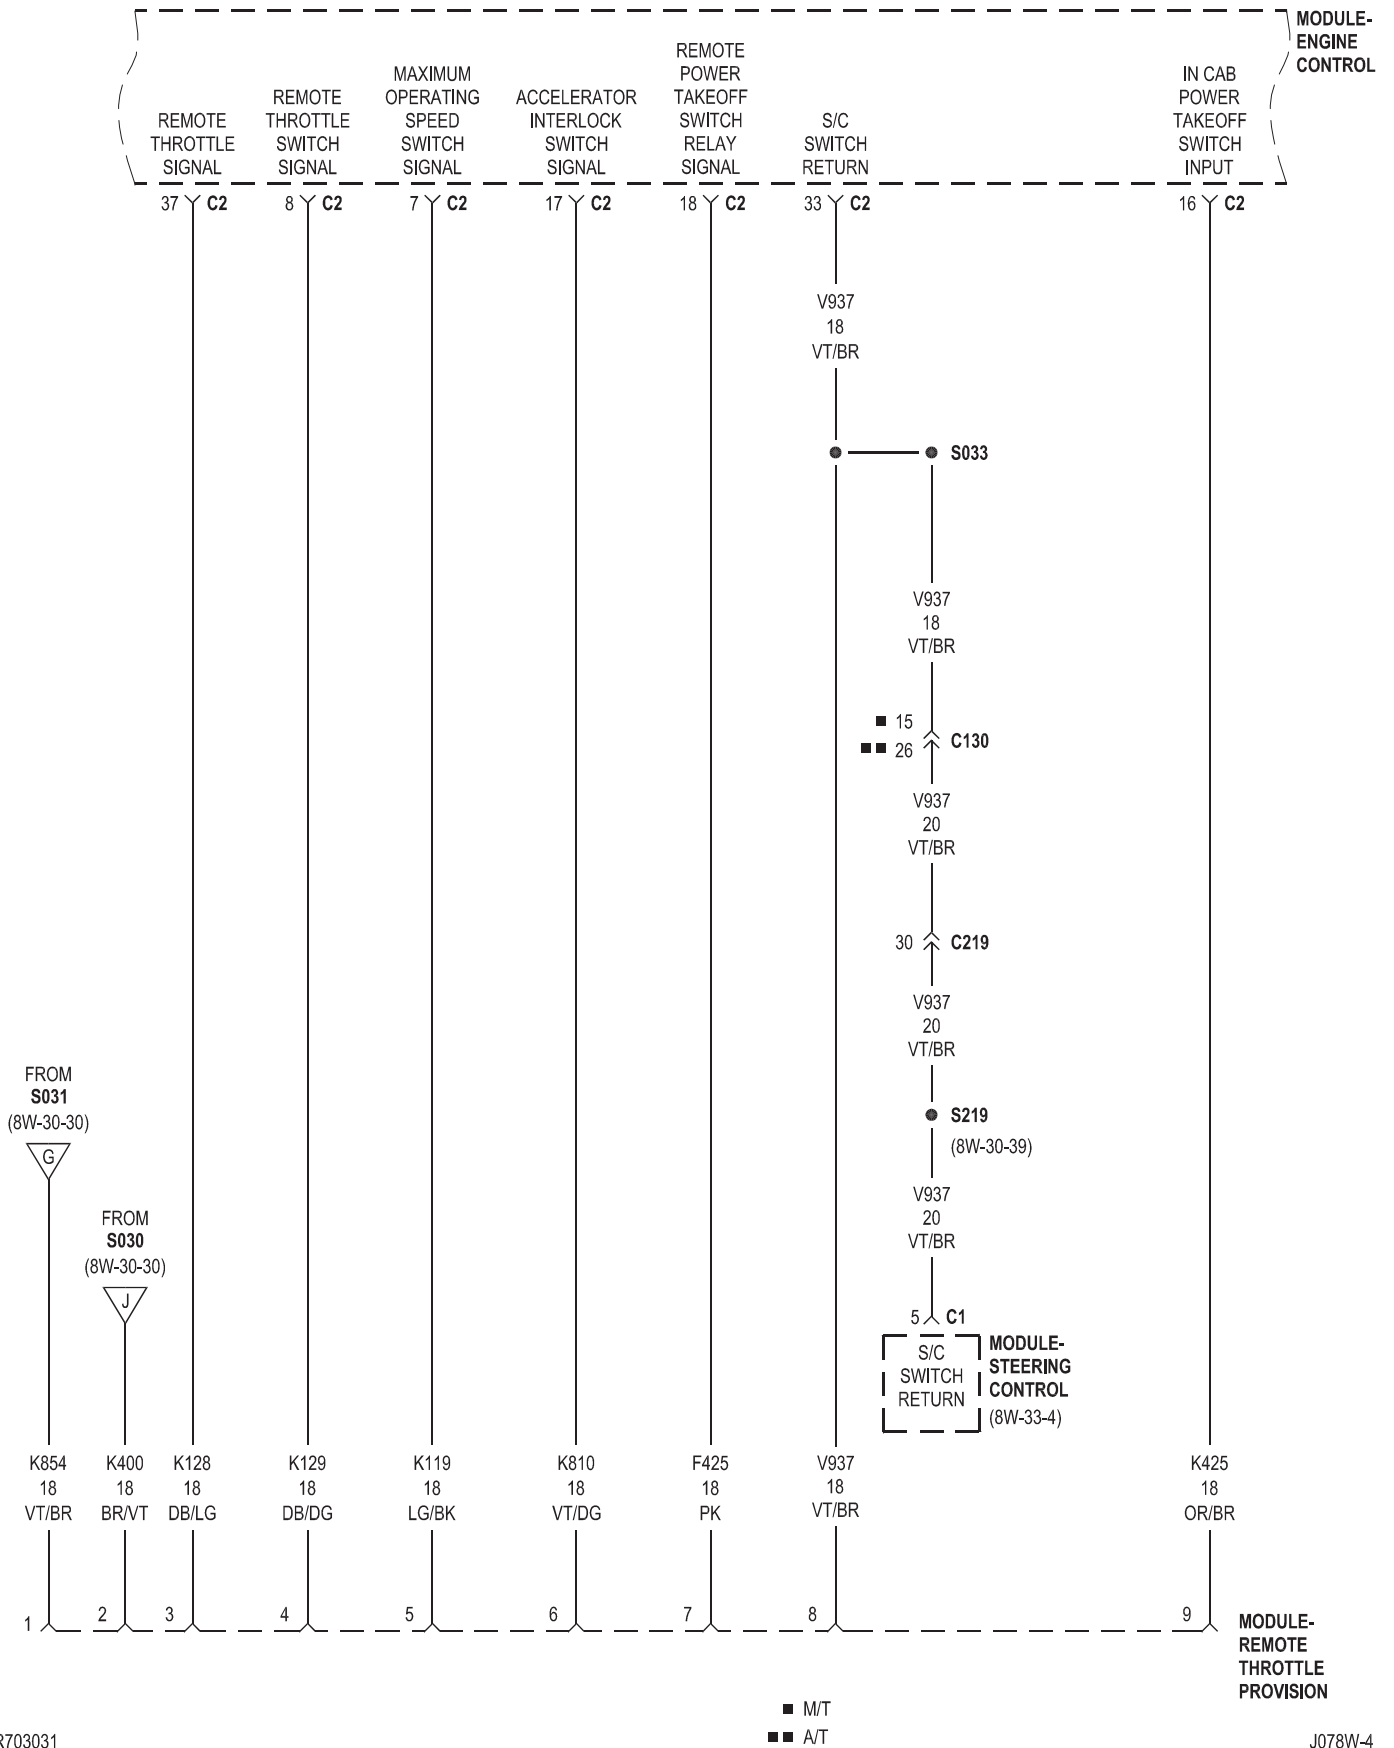 MODULE-
ENGINE
CONTROL
REMOTE
THROTTLE
SIGNAL
REMOTE
THROTTLE
SWITCH
SIGNAL
MAXIMUM
OPERATING
SPEED
SWITCH
SIGNAL
ACCELERATOR
INTERLOCK
SWITCH
SIGNAL
REMOTE
POWER
TAKEOFF
SWITCH
RELAY
SIGNAL
S/C
SWITCH
RETURN
IN CAB
POWER
TAKEOFF
SWITCH
INPUT
37 C2
8 C2
7 C2
17 C2
18 C2
33 C2
16 C2
V937
18
VT/BR
S033
V937
18
VT/BR
15
26
C130
V937
20
VT/BR
30 C219
V937
20
VT/BR
S219
(8W-30-39)
V937
20
VT/BR
5 C1
S/C
SWITCH
RETURN
MODULE-
STEERING
CONTROL
(8W-33-4)
FROM
S031
(8W-30-30)
G
FROM
S030
(8W-30-30)
J
K854
18
VT/BR
K400
18
BR/VT
K128
18
DB/LG
K129
18
DB/DG
K119
18
LG/BK
K810
18
VT/DG
F425
18
PK
V937
18
VT/BR
K425
18
OR/BR
1 2 3 4 5 6 7 8 9
MODULE-
REMOTE
THROTTLE
PROVISION
M/T
A/T
R703031
J078W-4